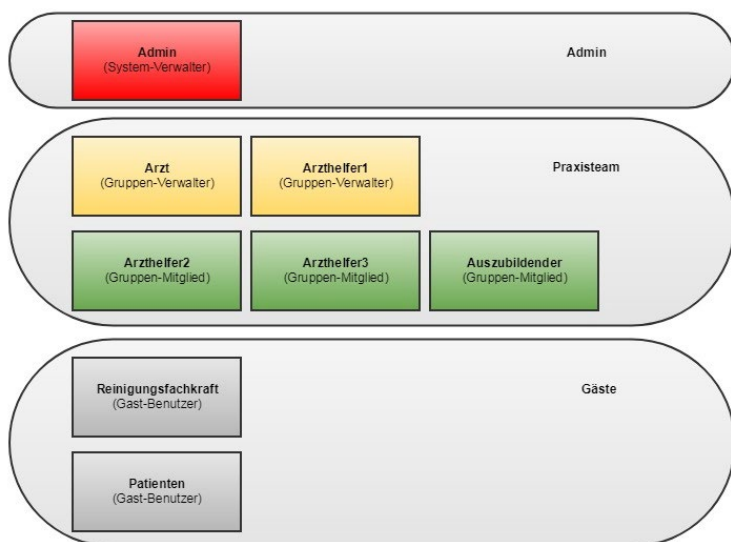 Admin
(System-Verwalter)
Admin
Arzt
(Gruppen-Verwalter)
Arzthelfer1
(Gruppen-Verwalter)
Praxisteam
Arzthelfer2
(Gruppen-Mitglied)
Arzthelfer3
(Gruppen-Mitglied)
Auszubildender
(Gruppen-Mitglied)
Reinigungsfachkraft
(Gast-Benutzer)
Gäste
Patienten
(Gast-Benutzer)